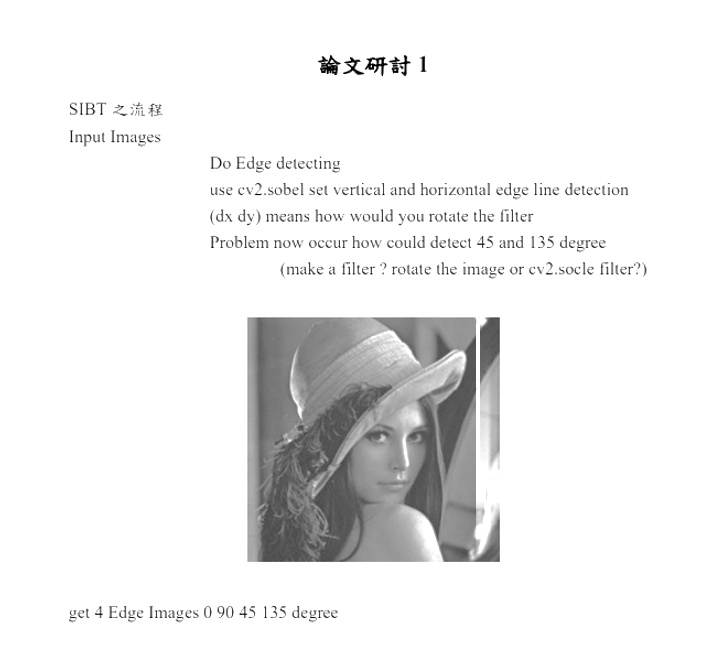 論文研討 1
SIBT 之流程
Input Images
Do Edge detecting
use cv2.sobel set vertical and horizontal edge line detection
(dx dy) means how would you rotate the filter
Problem now occur how could detect 45 and 135 degree
(make a filter ? rotate the image or cv2.socle filter?)
get 4 Edge Images 0 90 45 135 degree